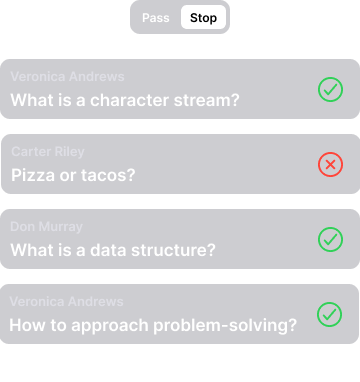 Pass Stop
Veronica Andrews
What is a character stream?
Carter Riley
Pizza or tacos?
Don Murray
What is a data structure?
Veronica Andrews
How to approach problem-solving?